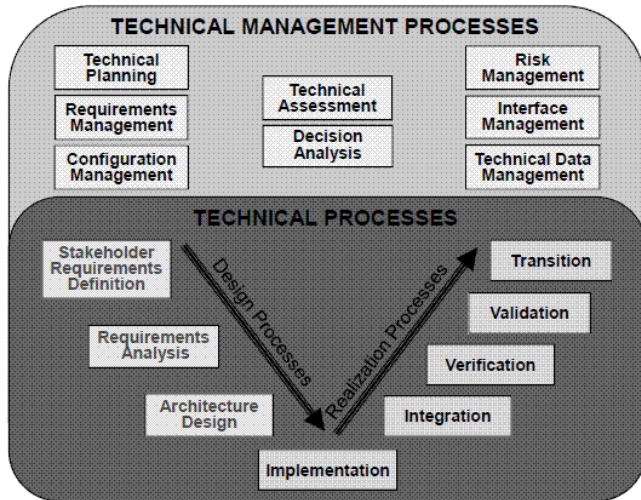 TECHNICAL MANAGEMENT PROCESSES
Technical
Planning
Requirements
Management
Configuration
Management
Technical
Assessment
Decision
Analysis
Risk
Management
Interface
Management
Technical Data
Management
TECHNICAL PROCESSES
Stakeholder
Requirements
Definition
Requirements
Analysis
Architecture
Design
Design Processes
Implementation
Realization Processes
Transition
Validation
Verification
Integration